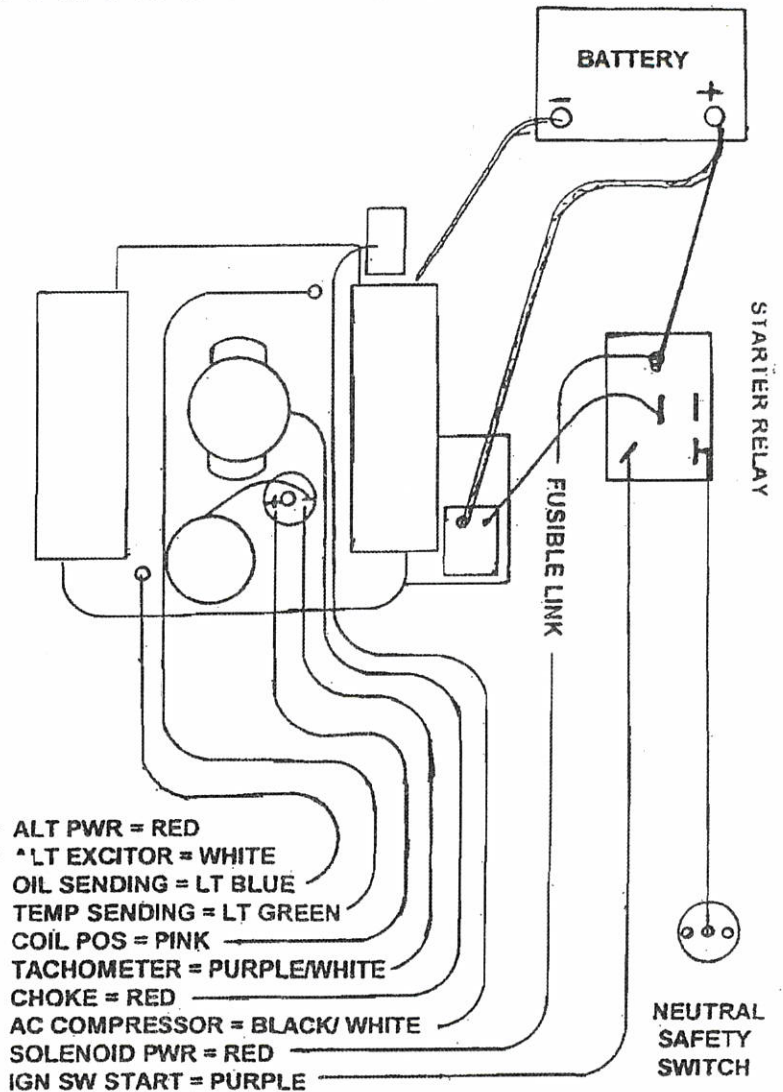 BATTERY
− +
STARTER RELAY
FUSIBLE LINK
ALT PWR = RED
LT EXCITOR = WHITE
OIL SENDING = LT BLUE
TEMP SENDING = LT GREEN
COIL POS = PINK
TACHOMETER = PURPLE/WHITE
CHOKE = RED
AC COMPRESSOR = BLACK/ WHITE
SOLENOID PWR = RED
IGN SW START = PURPLE
NEUTRAL
SAFETY
SWITCH